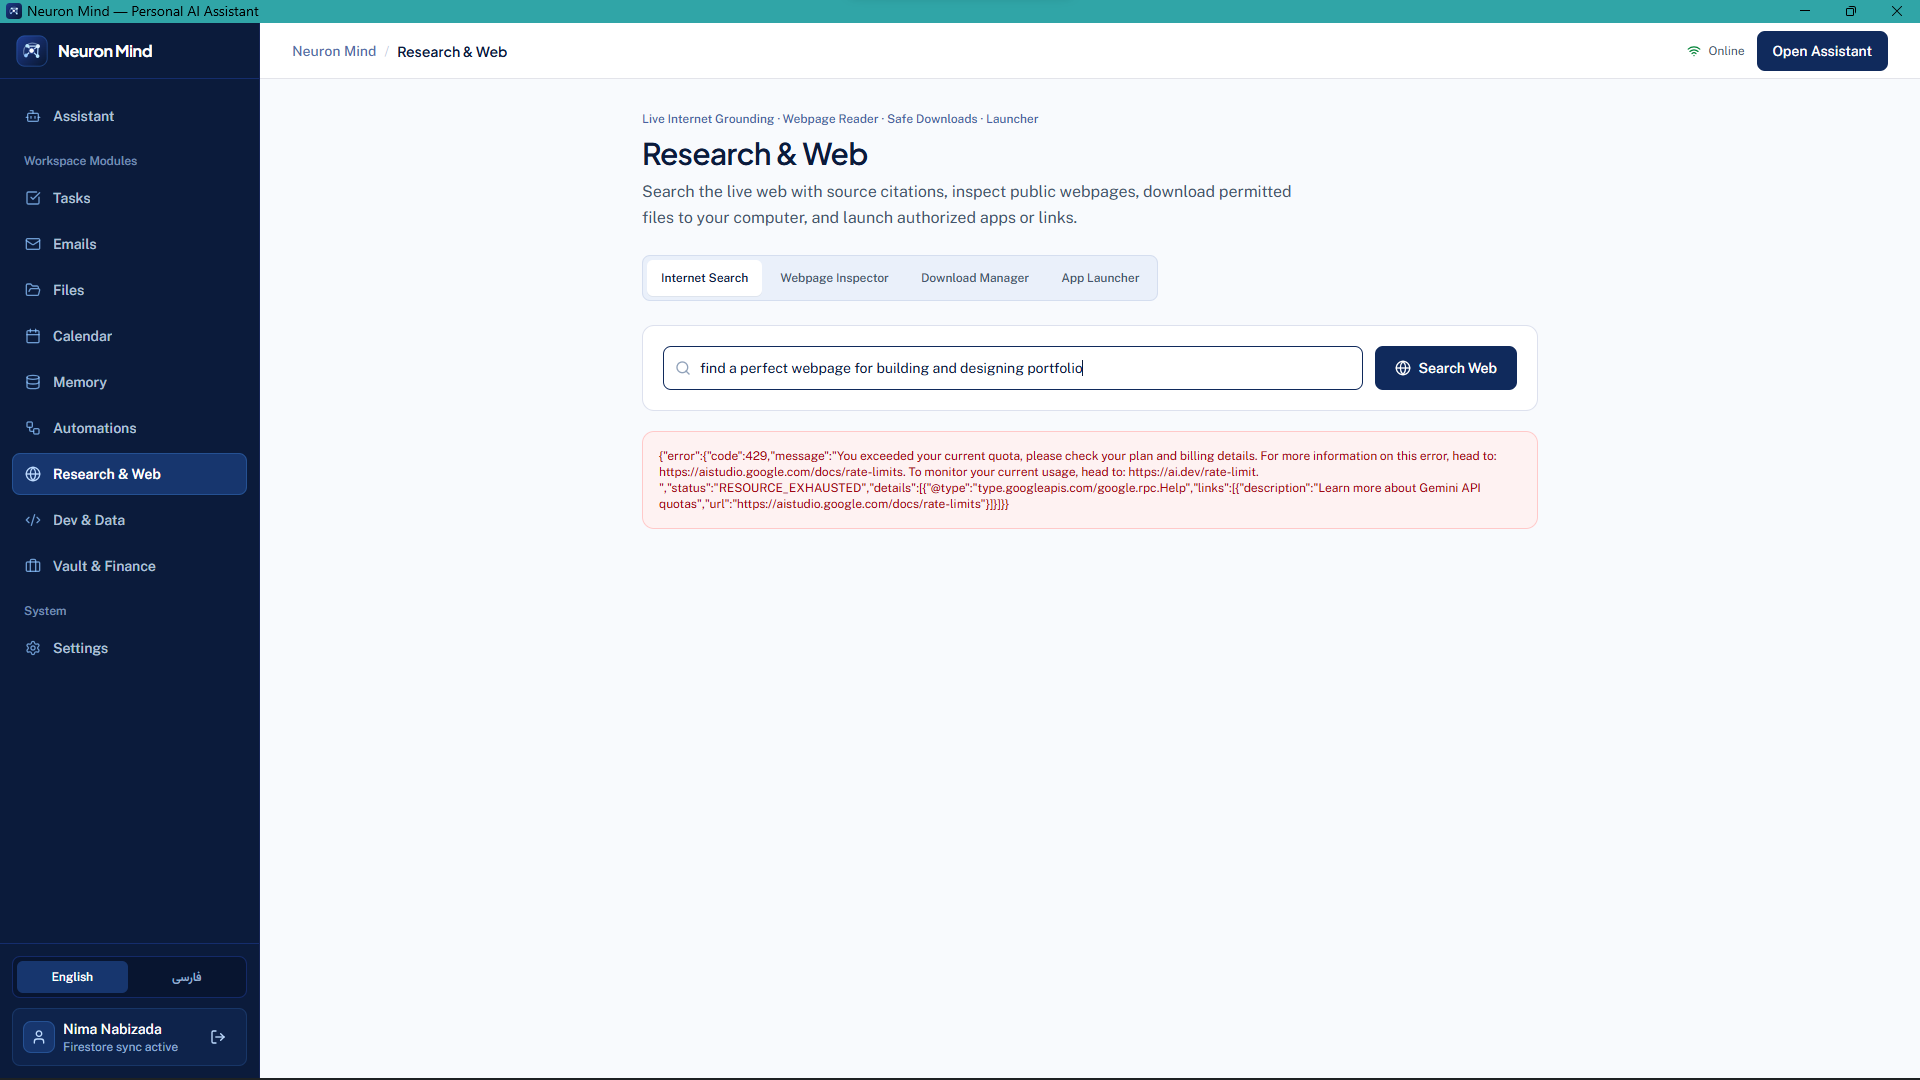 Neuron Mind — Personal AI Assistant
Neuron Mind
Neuron Mind / Research & Web
Online
Open Assistant
Assistant
Workspace Modules
Tasks
Emails
Files
Calendar
Memory
Automations
Research & Web
Dev & Data
Vault & Finance
System
Settings
English
فارسی
Nima Nabizada
Firestore sync active
Live Internet Grounding · Webpage Reader · Safe Downloads · Launcher
Research & Web
Search the live web with source citations, inspect public webpages, download permitted
files to your computer, and launch authorized apps or links.
Internet Search
Webpage Inspector
Download Manager
App Launcher
find a perfect webpage for building and designing portfolio
Search Web
{"error":{"code":429,"message":"You exceeded your current quota, please check your plan and billing details. For more information on this error, head to:
https://aistudio.google.com/docs/rate-limits. To monitor your current usage, head to: https://ai.dev/rate-limit.
","status":"RESOURCE_EXHAUSTED","details":[{"@type":"type.googleapis.com/google.rpc.Help","links":[{"description":"Learn more about Gemini API
quotas","url":"https://aistudio.google.com/docs/rate-limits"}]}]}}